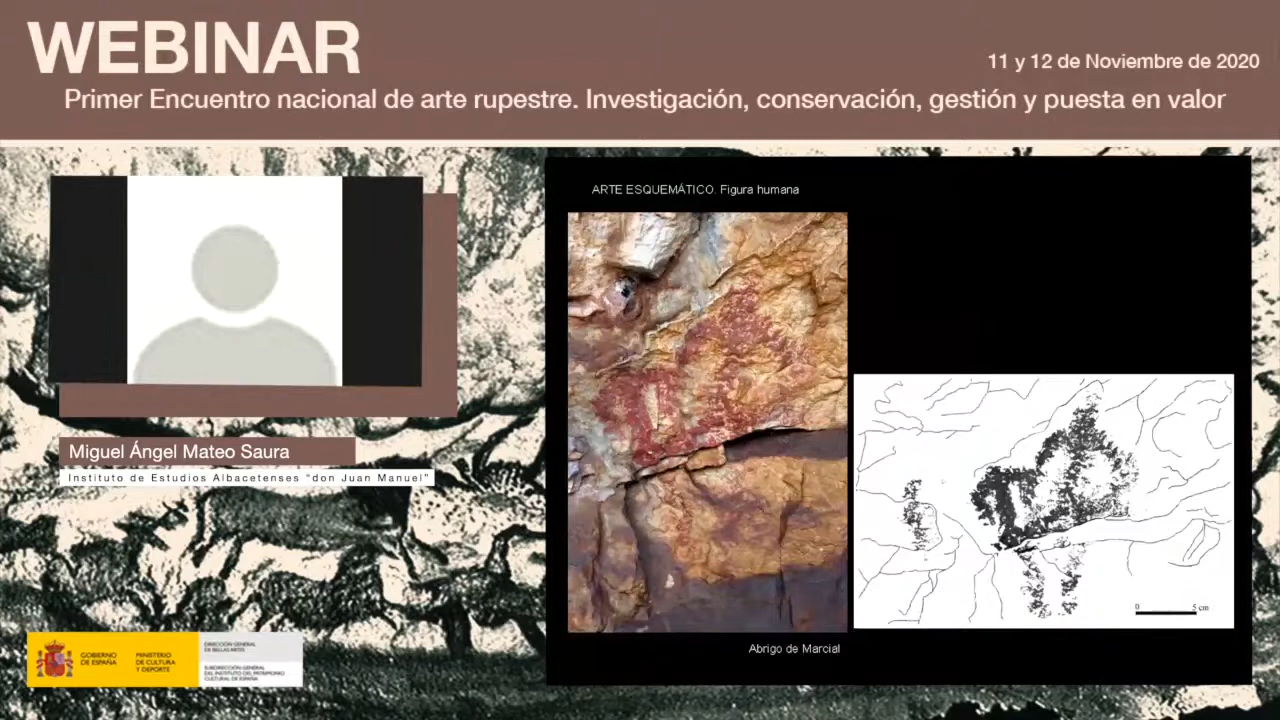 WEBINAR
11 y 12 de Noviembre de 2020
Primer Encuentro nacional de arte rupestre. Investigación, conservación, gestión y puesta en valor
ARTE ESQUEMÁTICO. Figura humana
Miguel Ángel Mateo Saura
Instituto de Estudios Albacetenses "don Juan Manuel"
0 5 cm
Abrigo de Marcial
GOBIERNO
DE ESPAÑA
MINISTERIO
DE CULTURA
Y DEPORTE
DIRECCIÓN GENERAL
DE BELLAS ARTES
SUBDIRECCIÓN GENERAL
DEL INSTITUTO DEL PATRIMONIO
CULTURAL DE ESPAÑA